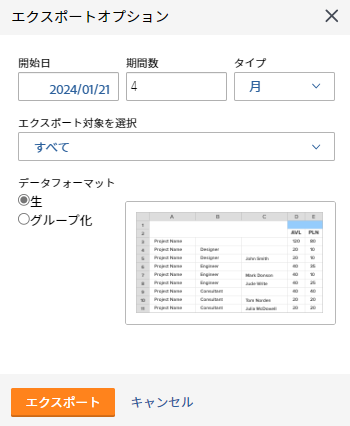 エクスポートオプション
開始日 期間数 タイプ
2024/01/21 4 月
エクスポート対象を選択
すべて
データフォーマット
生
グループ化
A B C D E
1
2 AVL PLN
3 Project Name 120 80
4 Project Name Designer 20 10
5 Project Name Designer John Smith 20 10
6 Project Name Engineer 40 35
7 Project Name Engineer Mark Danson 40 10
8 Project Name Engineer Jude Witts 40 25
9 Project Name Consultant 40 40
10 Project Name Consultant Tom Norden 20 20
11 Project Name Consultant Julia McDowell 20 20
エクスポート キャンセル